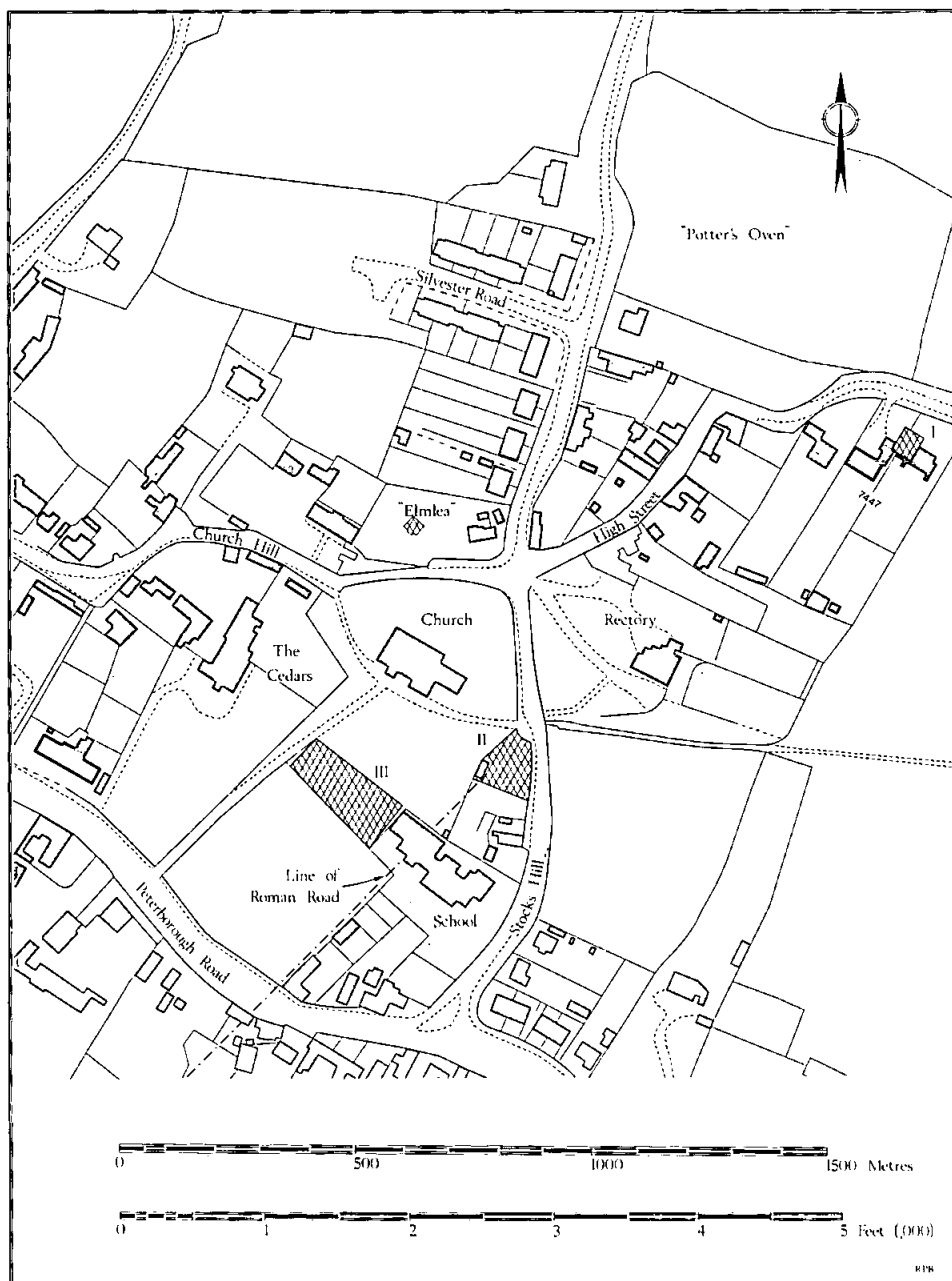 "Potter's Oven"
Silvester Road
I
7447
"Elmlea"
High Street
Church Hill
Church
Rectory
The
Cedars
II
III
Line of
Roman Road
School
Stocks Hill
Peterborough Road
0 500 1000 1500 Metres
0 1 2 3 4 5 Feet (,000)